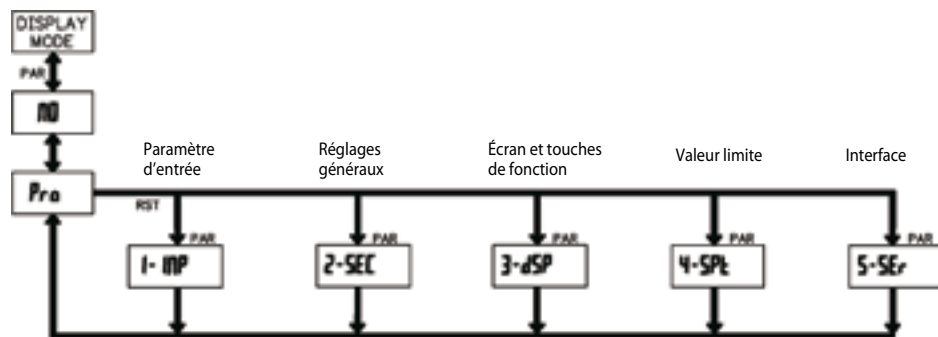 DISPLAY
MODE
PAR
NO
Pro
Paramètre
d'entrée
Réglages
généraux
Écran et touches
de fonction
Valeur limite
Interface
RST
PAR
1-INP
PAR
2-SEC
PAR
3-dSP
PAR
4-SPt
PAR
5-SEr